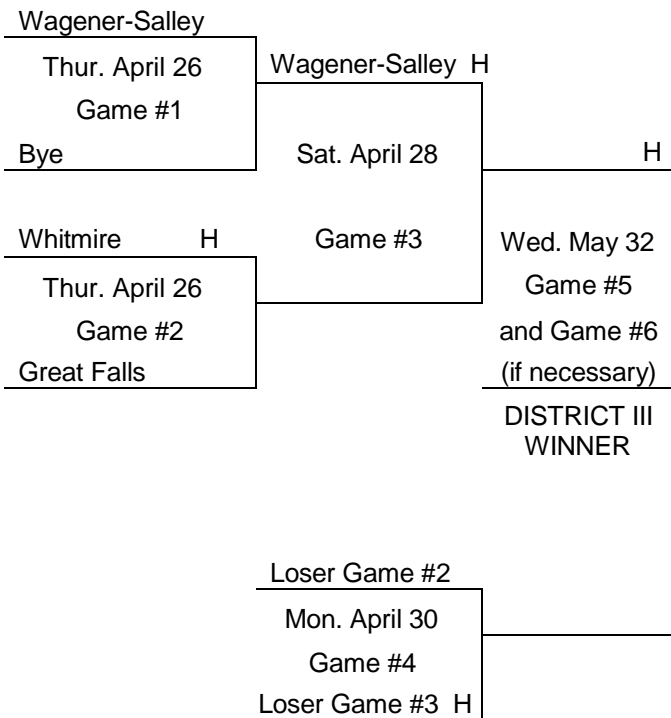 Wagener-Salley
Thur. April 26
Game #1
Bye
Wagener-Salley H
Sat. April 28
Game #3
Whitmire H
Thur. April 26
Game #2
Great Falls
H
Wed. May 32
Game #5
and Game #6
(if necessary)
DISTRICT III
WINNER
Loser Game #2
Mon. April 30
Game #4
Loser Game #3 H